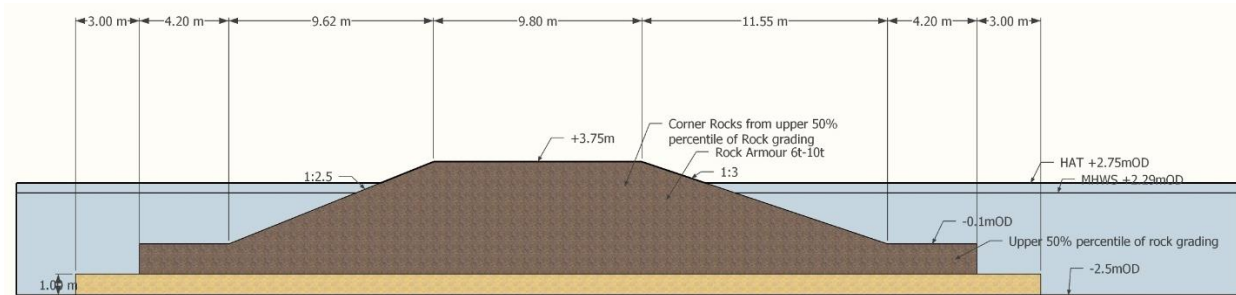 3.00 m
4.20 m
9.62 m
9.80 m
11.55 m
4.20 m
3.00 m
+3.75m
Corner Rocks from upper 50%
percentile of Rock grading
Rock Armour 6t-10t
1:2.5
1:3
HAT +2.75mOD
MHWS +2.29mOD
-0.1mOD
Upper 50% percentile of rock grading
1.00 m
-2.5mOD